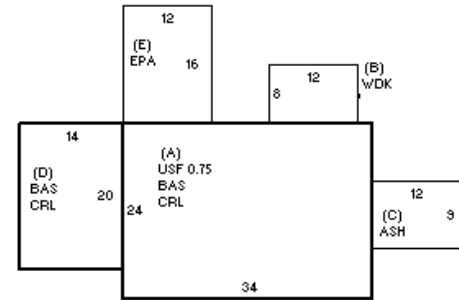 12
(E)
EPA
16
12
(B)
WDK
8
14
(D)
BAS
CRL
20
(A)
USF 0.75
BAS
CRL
24
12
(C)
9
ASH
34